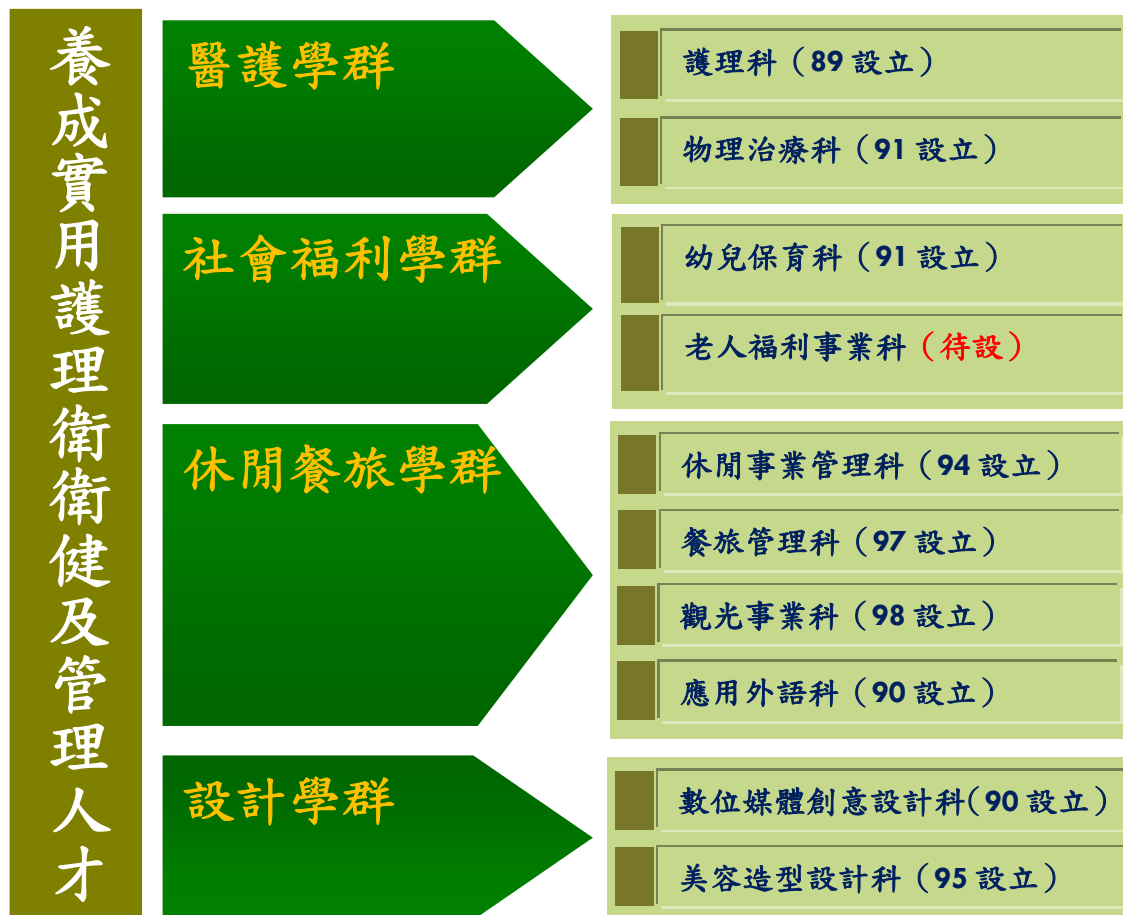 養成實用護理衛衛健及管理人才
醫護學群
護理科（89設立）
物理治療科（91設立）
社會福利學群
幼兒保育科（91設立）
老人福利事業科（待設）
休閒餐旅學群
休閒事業管理科（94設立）
餐旅管理科（97設立）
觀光事業科（98設立）
應用外語科（90設立）
設計學群
數位媒體創意設計科（90設立）
美容造型設計科（95設立）